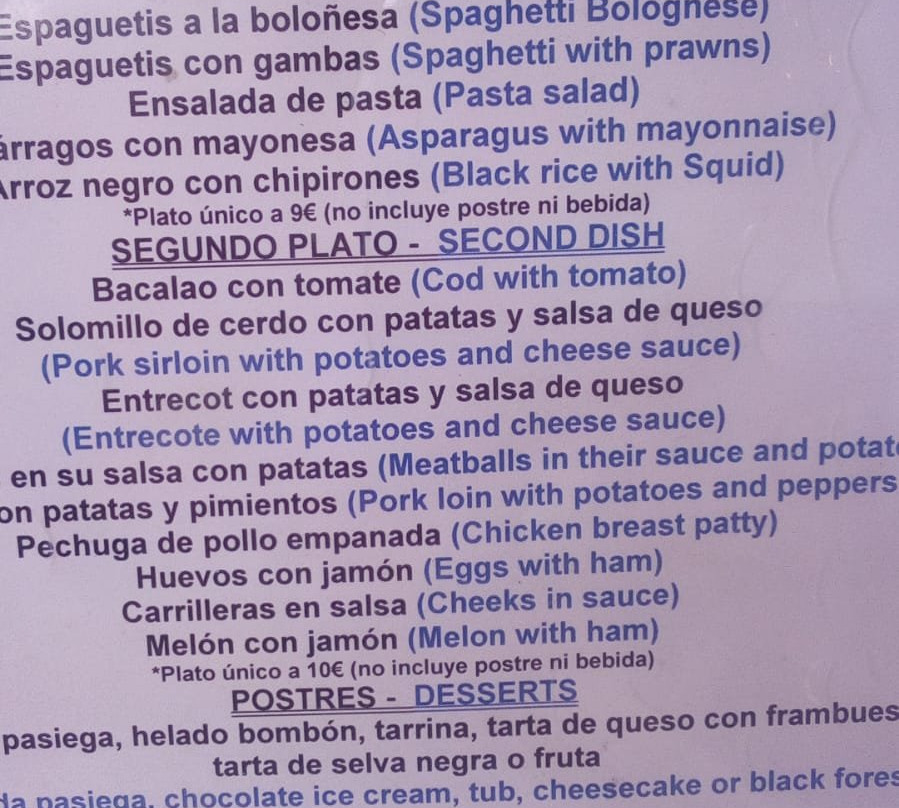 Espaguetis a la boloñesa (Spaghetti Bolognese)
Espaguetis con gambas (Spaghetti with prawns)
Ensalada de pasta (Pasta salad)
árragos con mayonesa (Asparagus with mayonnaise)
Arroz negro con chipirones (Black rice with Squid)
*Plato único a 9€ (no incluye postre ni bebida)
SEGUNDO PLATO - SECOND DISH
Bacalao con tomate (Cod with tomato)
Solomillo de cerdo con patatas y salsa de queso
(Pork sirloin with potatoes and cheese sauce)
Entrecot con patatas y salsa de queso
(Entrecote with potatoes and cheese sauce)
en su salsa con patatas (Meatballs in their sauce and potato
on patatas y pimientos (Pork loin with potatoes and peppers
Pechuga de pollo empanada (Chicken breast patty)
Huevos con jamón (Eggs with ham)
Carrilleras en salsa (Cheeks in sauce)
Melón con jamón (Melon with ham)
*Plato único a 10€ (no incluye postre ni bebida)
POSTRES - DESSERTS
pasiega, helado bombón, tarrina, tarta de queso con frambues
tarta de selva negra o fruta
da pasiega, chocolate ice cream, tub, cheesecake or black fores